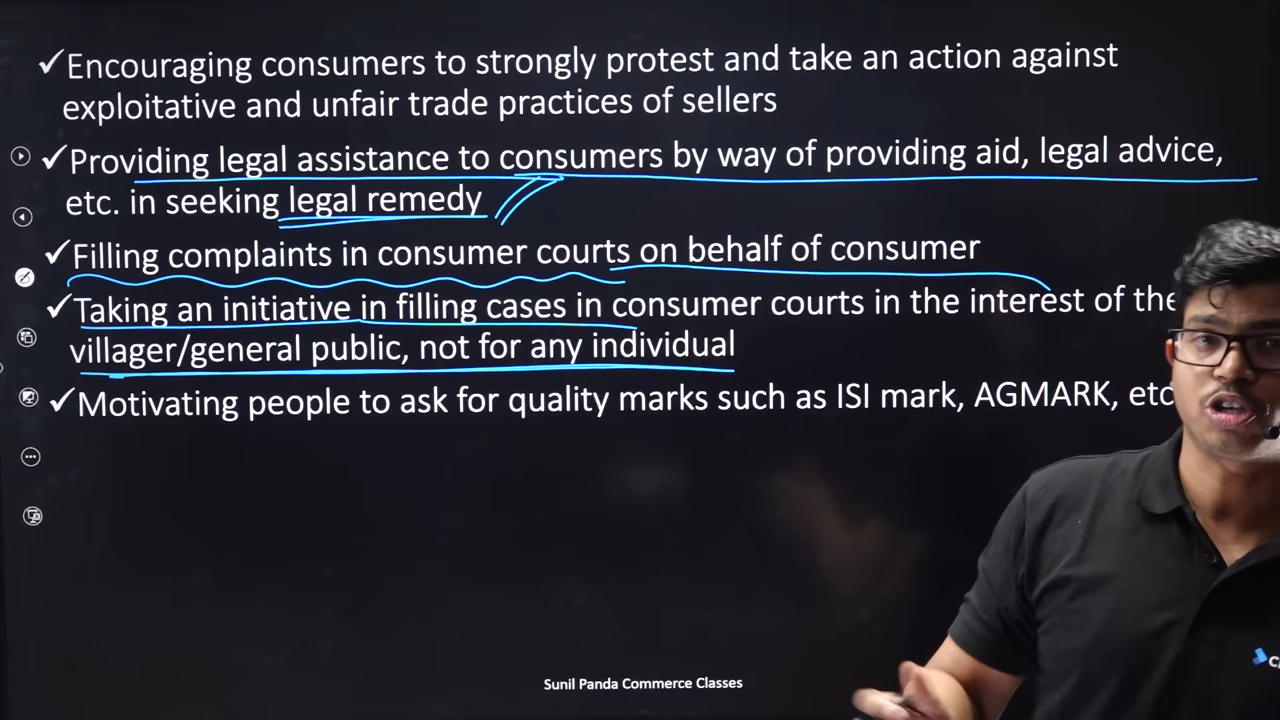 ✓Encouraging consumers to strongly protest and take an action against
exploitative and unfair trade practices of sellers
✓Providing legal assistance to consumers by way of providing aid, legal advice,
etc. in seeking legal remedy
✓Filling complaints in consumer courts on behalf of consumer
✓Taking an initiative in filling cases in consumer courts in the interest of the
villager/general public, not for any individual
✓Motivating people to ask for quality marks such as ISI mark, AGMARK, etc
Sunil Panda Commerce Classes